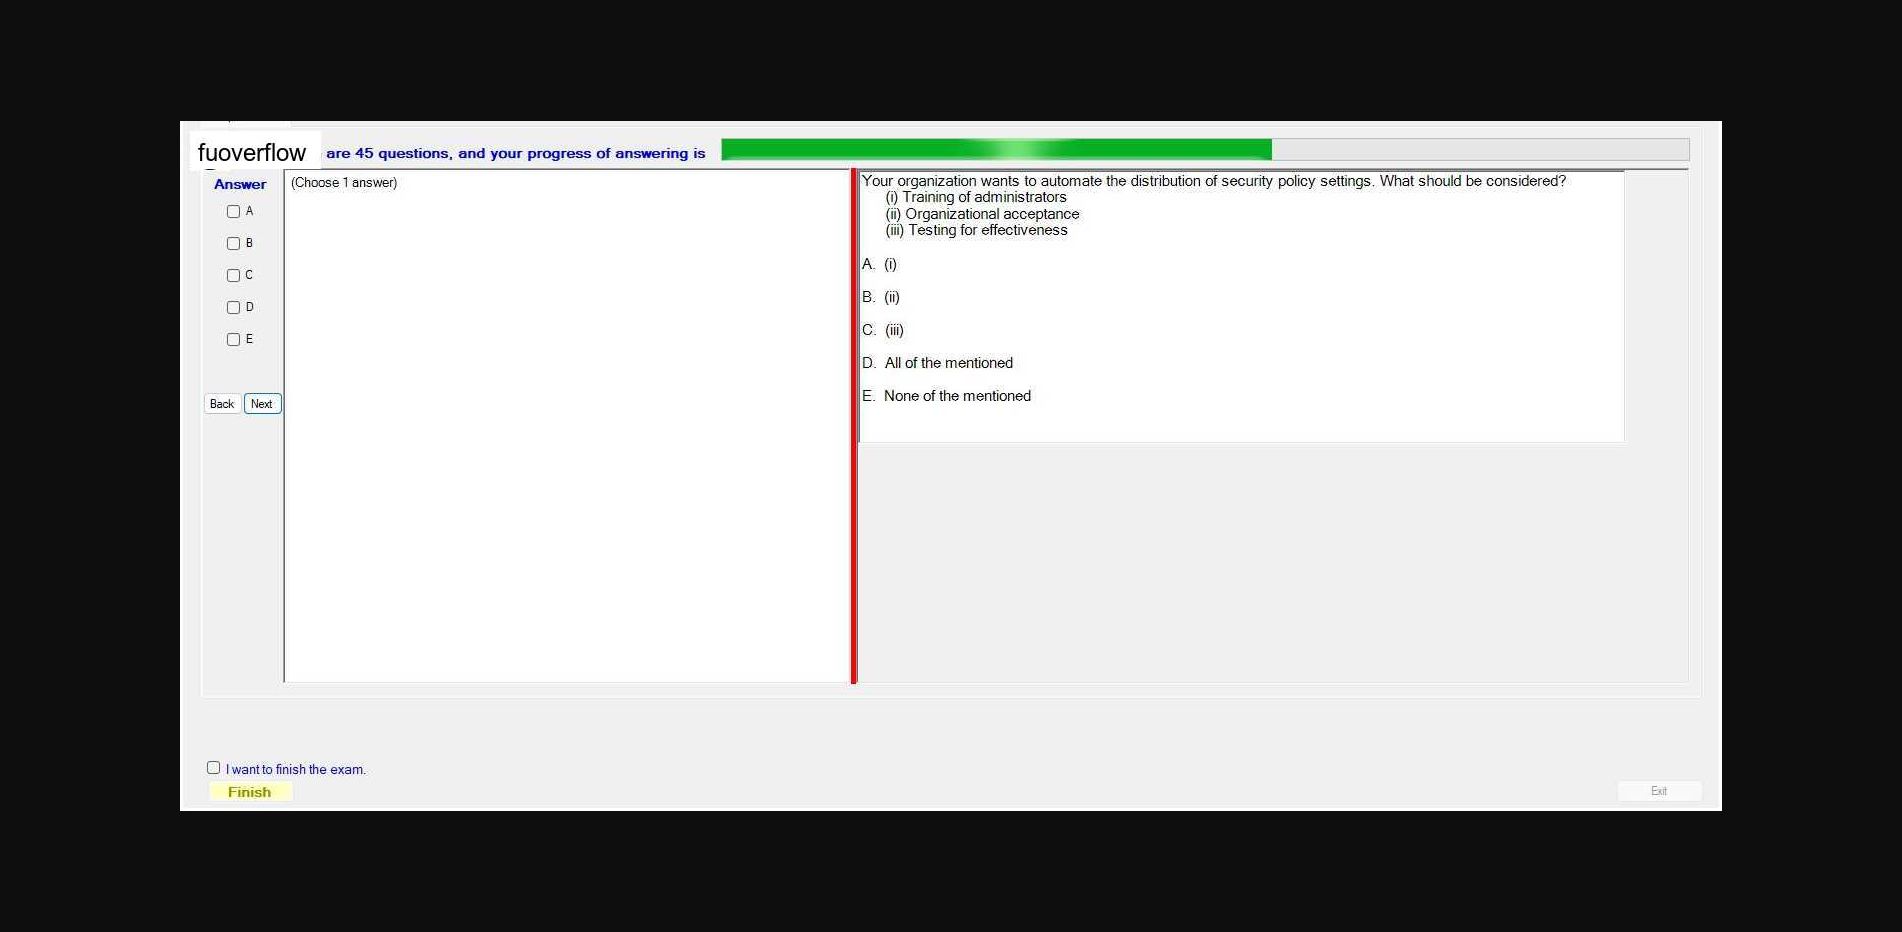 fuoverflow are 45 questions, and your progress of answering is
Answer
A
B
C
D
E
Back Next
(Choose 1 answer)
Your organization wants to automate the distribution of security policy settings. What should be considered?
(i) Training of administrators
(ii) Organizational acceptance
(iii) Testing for effectiveness
A. (i)
B. (ii)
C. (iii)
D. All of the mentioned
E. None of the mentioned
I want to finish the exam.
Finish
Exit